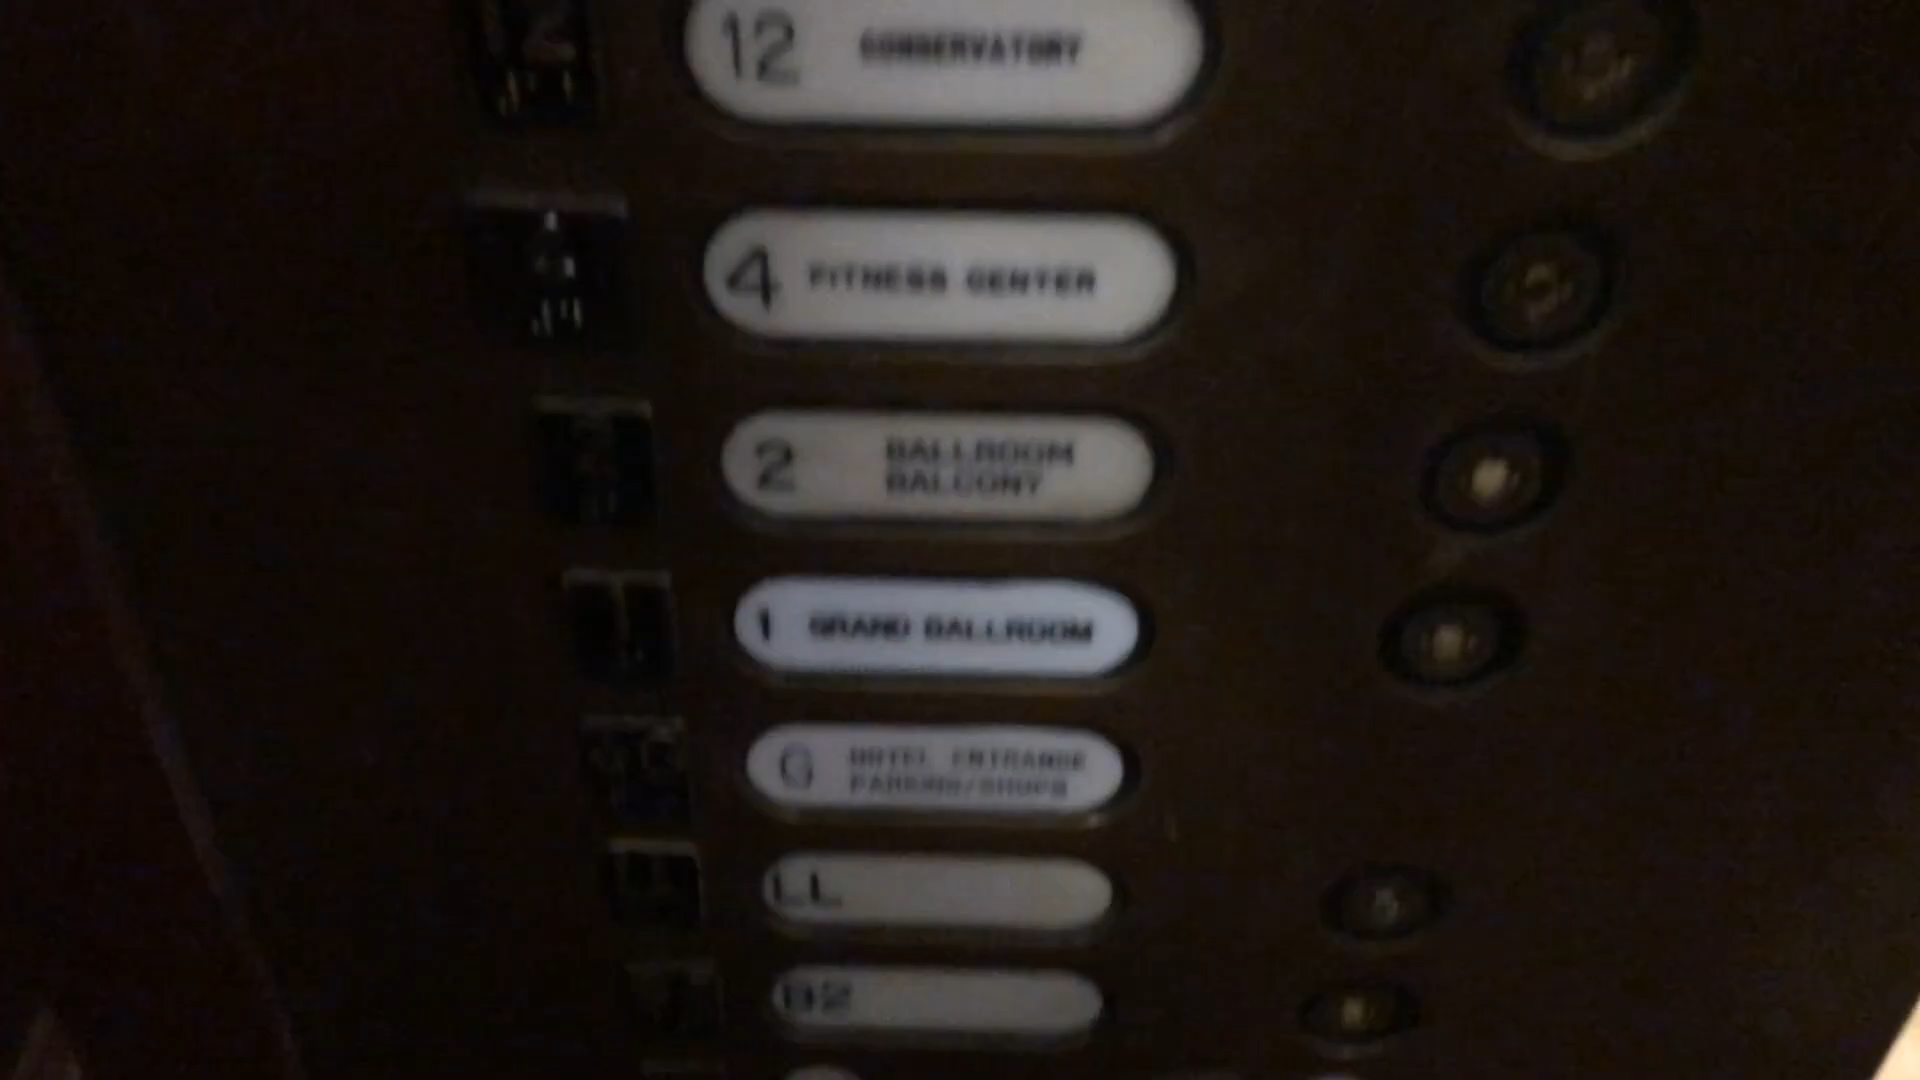 12 CONSERVATORY
4 FITNESS CENTER
2 BALLROOM
BALCONY
1 GRAND BALLROOM
G HOTEL ENTRANCE
PARKING/SHOPS
LL
B2